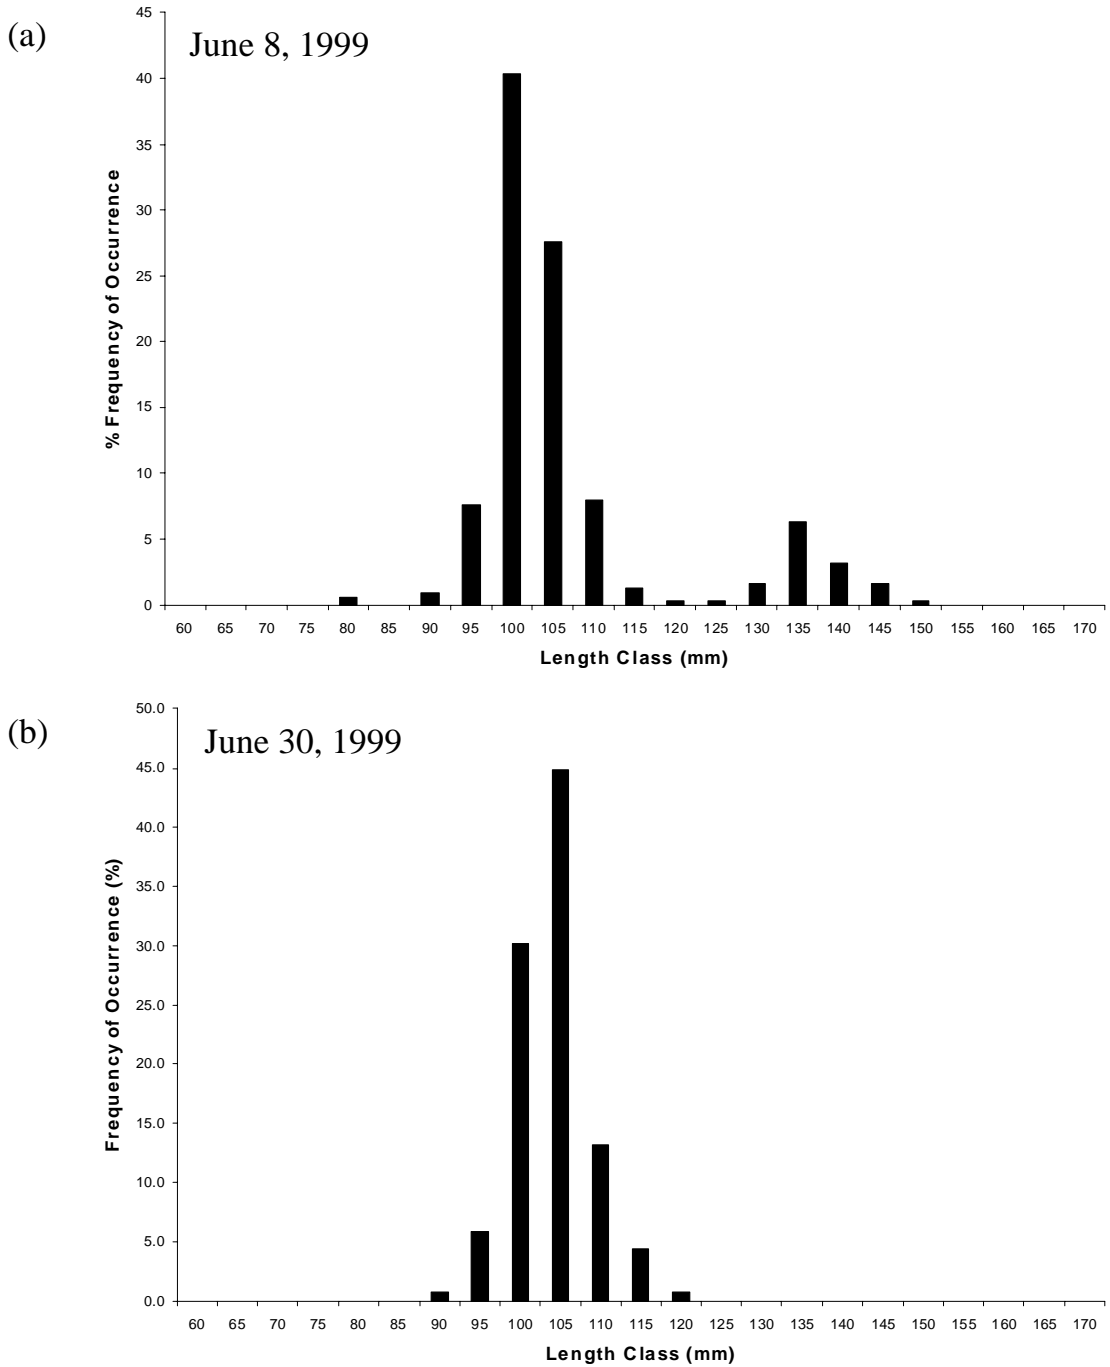 (a)
June 8, 1999
% Frequency of Occurrence
45
40
35
30
25
20
15
10
5
0
60 65 70 75 80 85 90 95 100 105 110 115 120 125 130 135 140 145 150 155 160 165 170
Length Class (mm)
(b)
June 30, 1999
Frequency of Occurrence (%)
50.0
45.0
40.0
35.0
30.0
25.0
20.0
15.0
10.0
5.0
0.0
60 65 70 75 80 85 90 95 100 105 110 115 120 125 130 135 140 145 150 155 160 165 170
Length Class (mm)